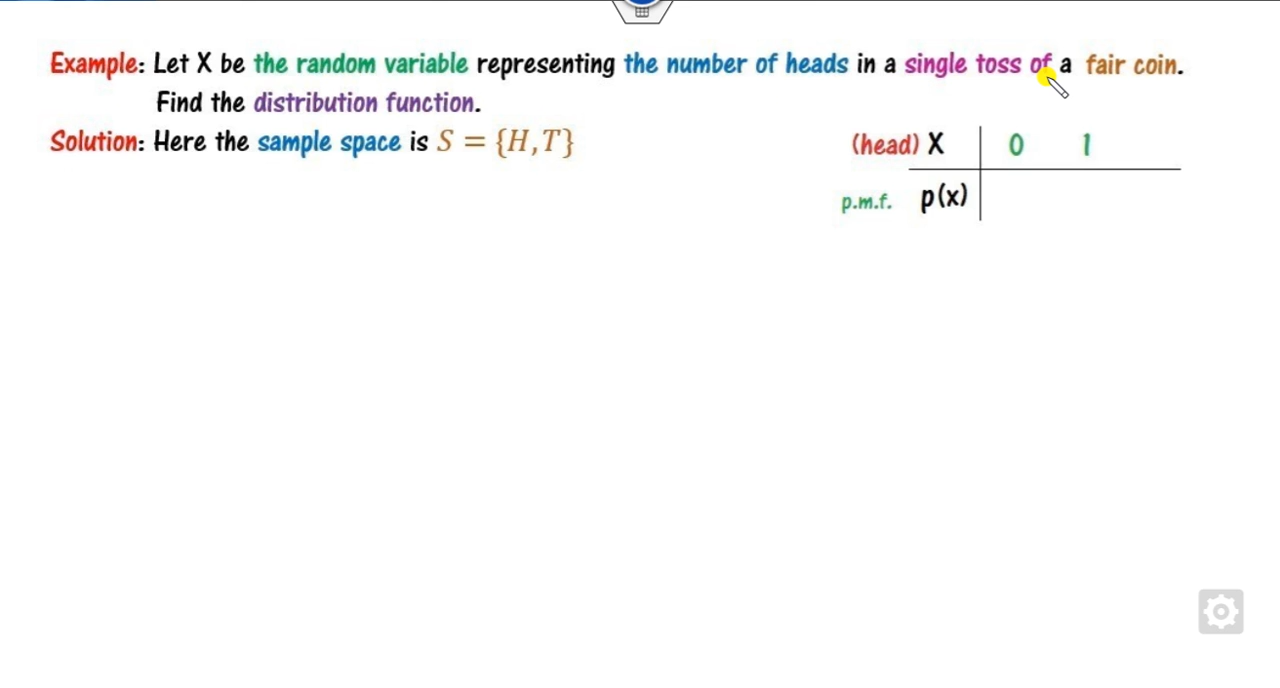 Example: Let X be the random variable representing the number of heads in a single toss of a fair coin.
Find the distribution function.
Solution: Here the sample space is S = {H,T}
(head) X 0 1
p.m.f. p(x)